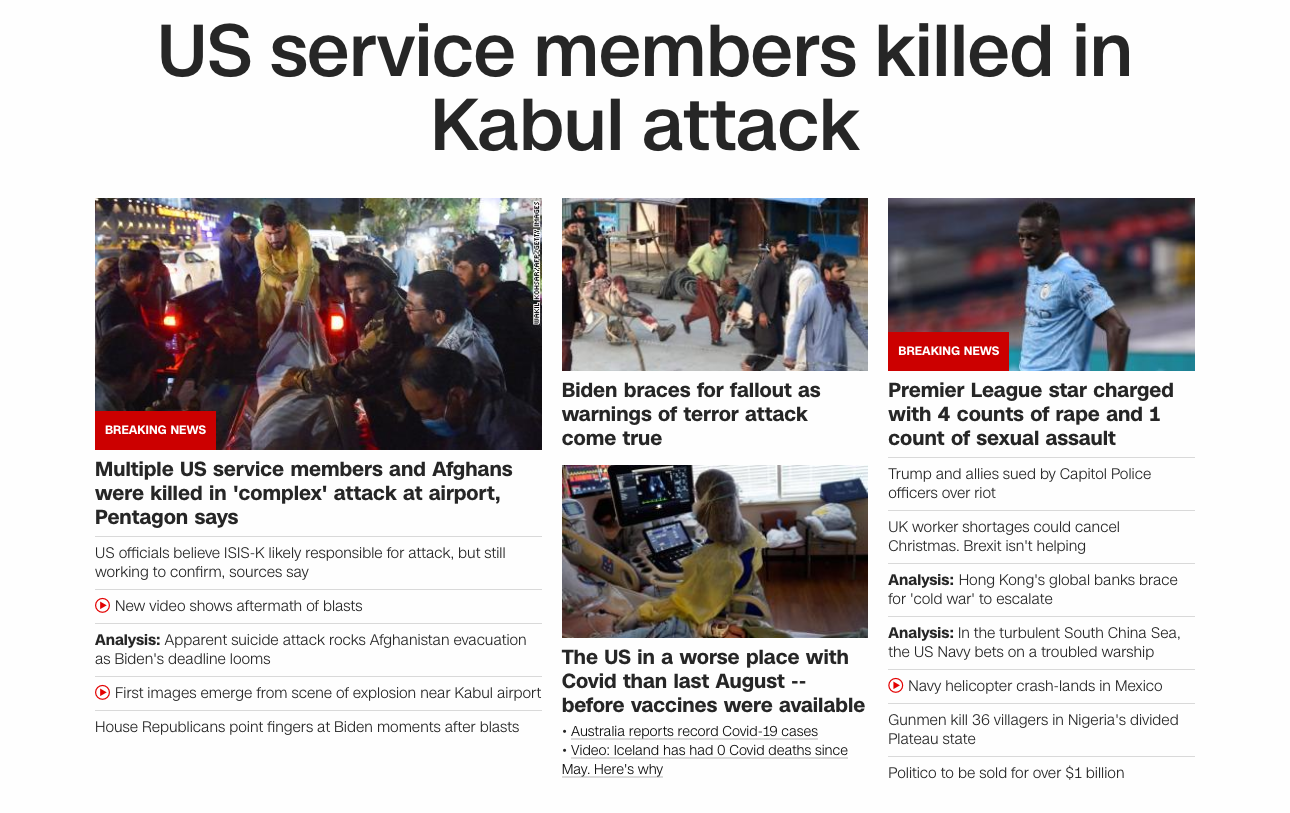 US service members killed in
Kabul attack
WAKIL KOHSAR/AFP/GETTY IMAGES
BREAKING NEWS
Multiple US service members and Afghans
were killed in 'complex' attack at airport,
Pentagon says
US officials believe ISIS-K likely responsible for attack, but still
working to confirm, sources say
New video shows aftermath of blasts
Analysis: Apparent suicide attack rocks Afghanistan evacuation
as Biden's deadline looms
First images emerge from scene of explosion near Kabul airport
House Republicans point fingers at Biden moments after blasts
Biden braces for fallout as
warnings of terror attack
come true
The US in a worse place with
Covid than last August --
before vaccines were available
• Australia reports record Covid-19 cases
• Video: Iceland has had 0 Covid deaths since
May. Here's why
BREAKING NEWS
Premier League star charged
with 4 counts of rape and 1
count of sexual assault
Trump and allies sued by Capitol Police
officers over riot
UK worker shortages could cancel
Christmas. Brexit isn't helping
Analysis: Hong Kong's global banks brace
for 'cold war' to escalate
Analysis: In the turbulent South China Sea,
the US Navy bets on a troubled warship
Navy helicopter crash-lands in Mexico
Gunmen kill 36 villagers in Nigeria's divided
Plateau state
Politico to be sold for over $1 billion